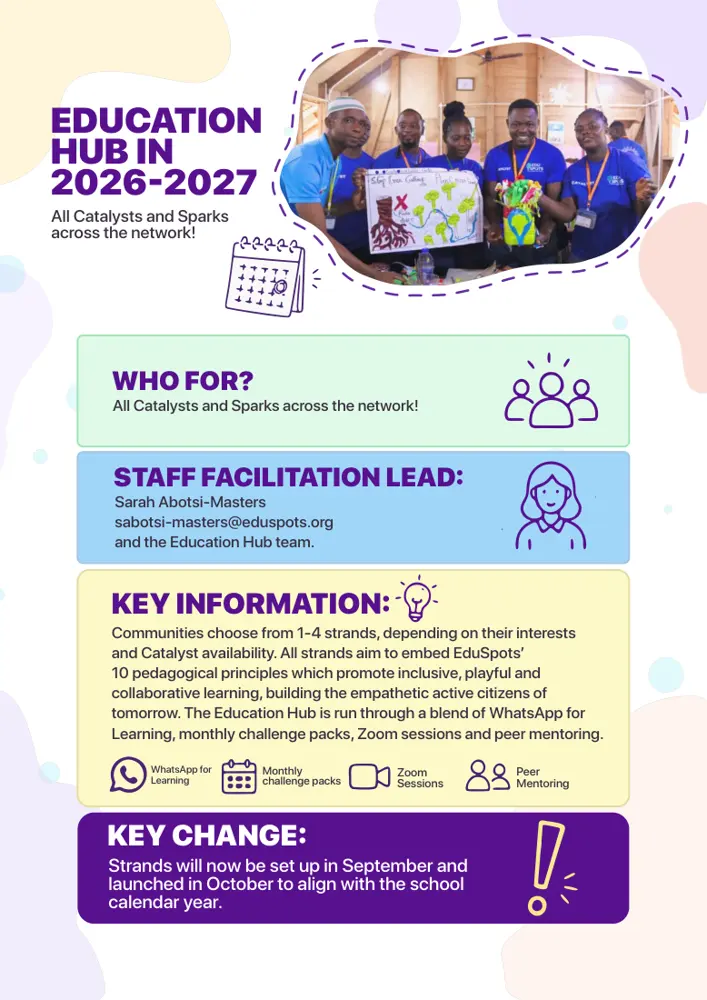 EDUCATION
HUB IN
2026-2027
All Catalysts and Sparks
across the network!
WHO FOR?
All Catalysts and Sparks across the network!
STAFF FACILITATION LEAD:
Sarah Abotsi-Masters
sabotsi-masters@eduspots.org
and the Education Hub team.
KEY INFORMATION:
Communities choose from 1-4 strands, depending on their interests
and Catalyst availability. All strands aim to embed EduSpots’
10 pedagogical principles which promote inclusive, playful and
collaborative learning, building the empathetic active citizens of
tomorrow. The Education Hub is run through a blend of WhatsApp for
Learning, monthly challenge packs, Zoom sessions and peer mentoring.
WhatsApp for
Learning
Monthly
challenge packs
Zoom
Sessions
Peer
Mentoring
KEY CHANGE:
Strands will now be set up in September and
launched in October to align with the school
calendar year.